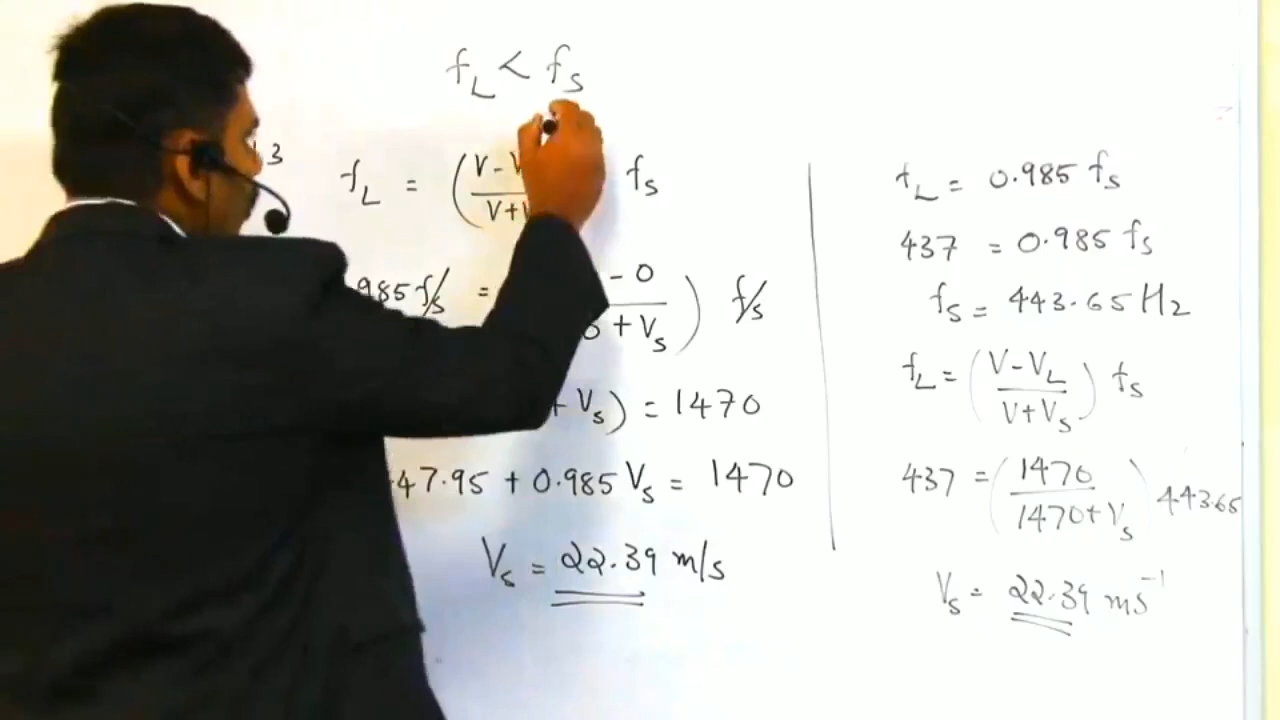 f_L < f_S
3
f_L = (V - V / V + V f_S
985 f/s = - 0 / + V_s) f/s
+ V_s) = 1470
47.95 + 0.985 V_s = 1470
V_s = 22.39 m/s
f_L = 0.985 f_S
437 = 0.985 f_S
f_S = 443.65 Hz
f_L = (V - V_L / V + V_S) f_S
437 = (1470 / 1470 + V_s) 443.65
V_s = 22.39 ms⁻¹